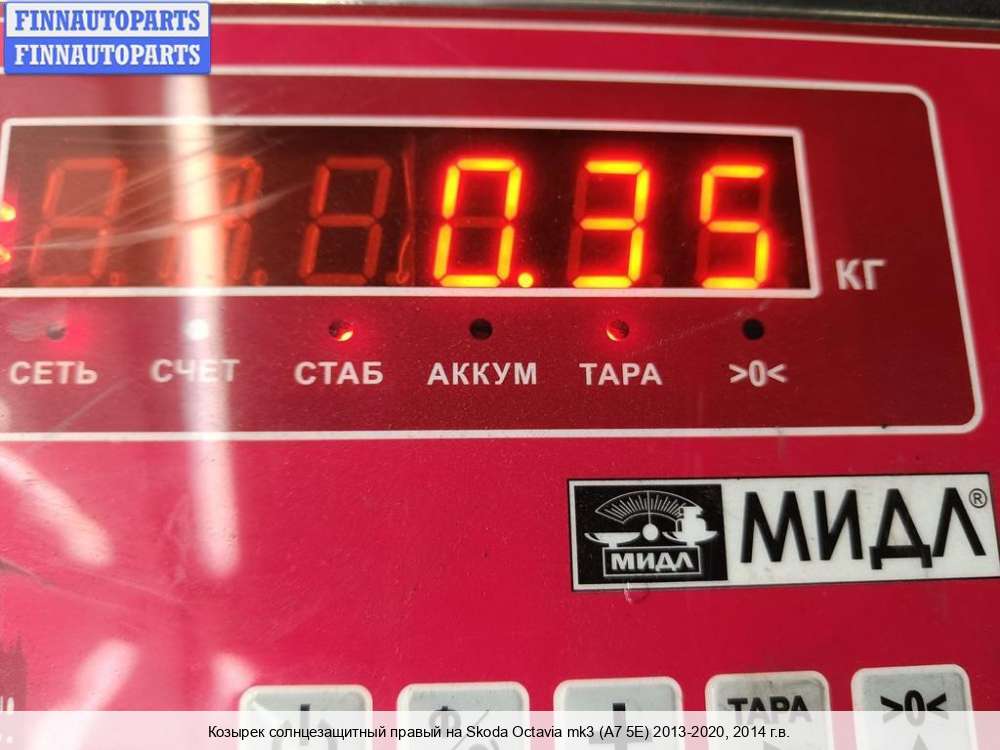 FINNAUTOPARTS
FINNAUTOPARTS
0.35
КГ
СЕТЬ СЧЕТ СТАБ АККУМ ТАРА >0<
МИДЛ
МИДЛ®
ТАРА >0<
Козырек солнцезащитный правый на Skoda Octavia mk3 (A7 5E) 2013-2020, 2014 г.в.